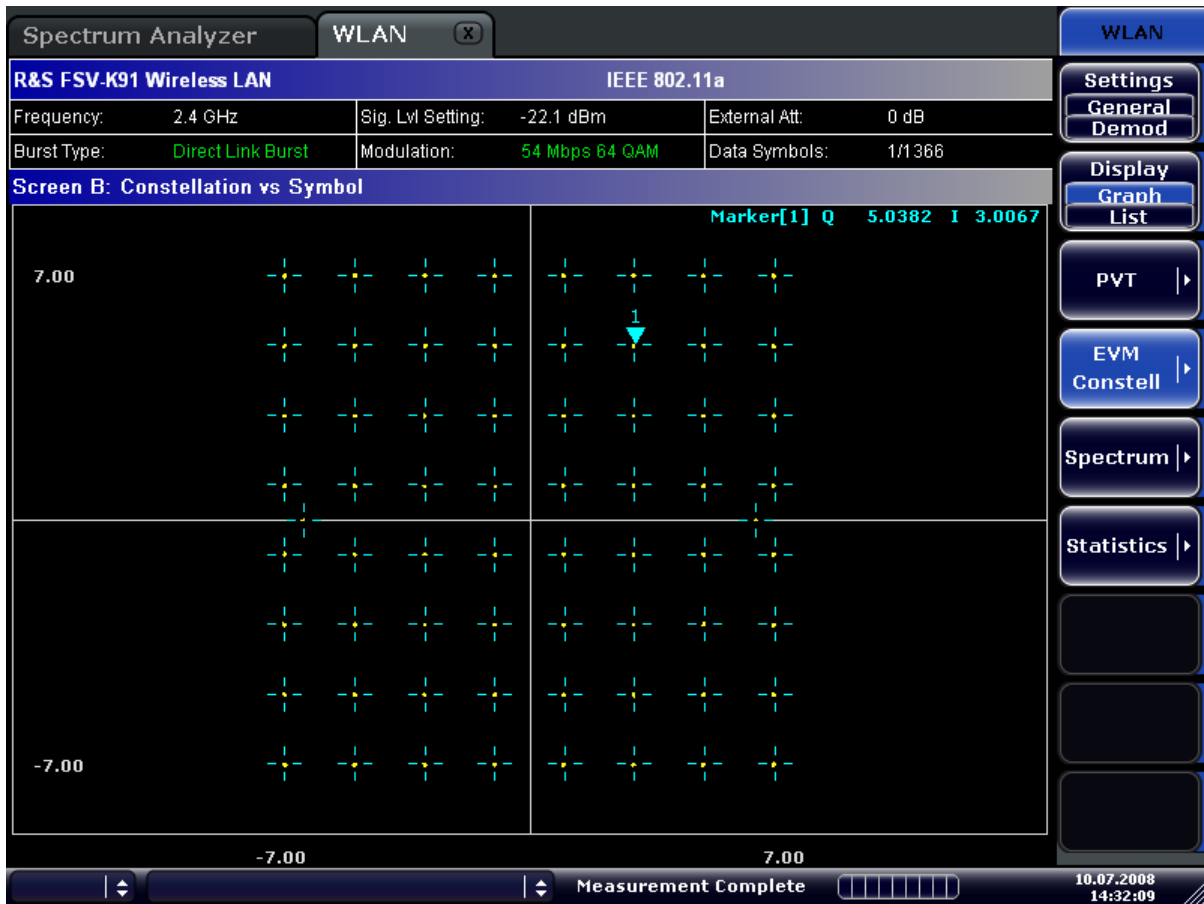 Spectrum Analyzer WLAN X WLAN
R&S FSV-K91 Wireless LAN IEEE 802.11a
Frequency: 2.4 GHz Sig. Lvl Setting: -22.1 dBm External Att: 0 dB
Burst Type: Direct Link Burst Modulation: 54 Mbps 64 QAM Data Symbols: 1/1366
Screen B: Constellation vs Symbol
Marker[1] Q 5.0382 I 3.0067
7.00
1
-7.00
-7.00 7.00
Settings
General
Demod
Display
Graph
List
PVT
EVM
Constell
Spectrum
Statistics
Measurement Complete
10.07.2008
14:32:09